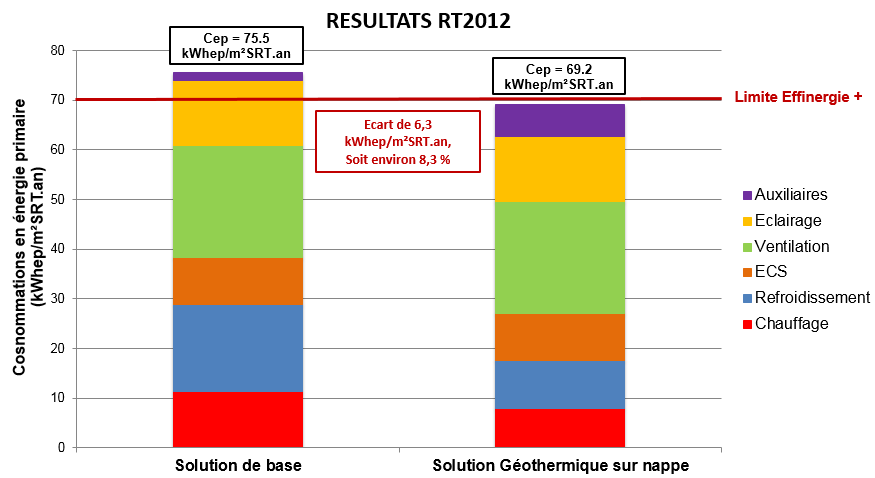 RESULTATS RT2012
Cep = 75.5
kWhep/m²SRT.an
Cep = 69.2
kWhep/m²SRT.an
Limite Effinergie +
Ecart de 6,3
kWhep/m²SRT.an,
Soit environ 8,3 %
Cosnommations en énergie primaire
(kWhep/m²SRT.an)
80
70
60
50
40
30
20
10
0
Auxiliaires
Eclairage
Ventilation
ECS
Refroidissement
Chauffage
Solution de base
Solution Géothermique sur nappe